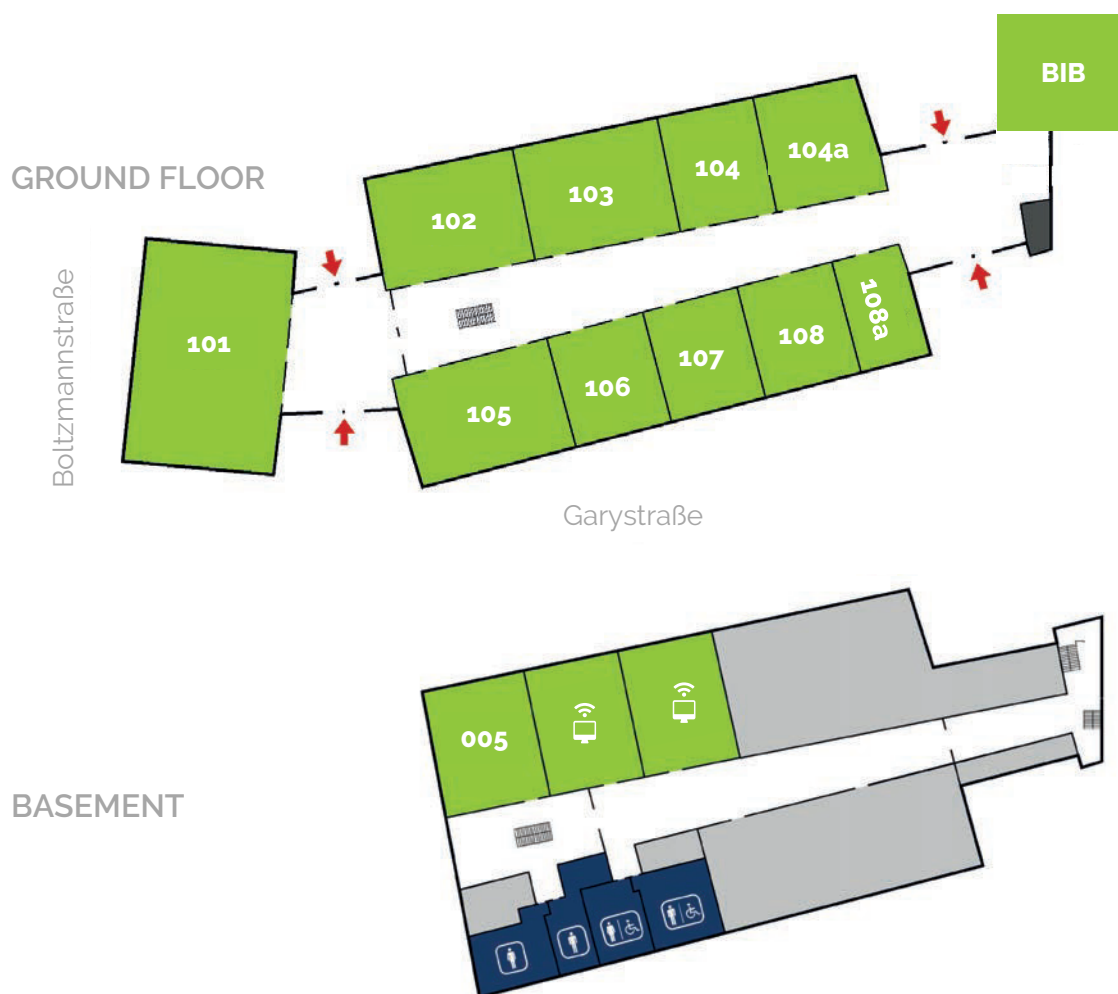 BIB
GROUND FLOOR
102
103
104
104a
101
105
106
107
108
108a
Boltzmannstraße
Garystraße
BASEMENT
005